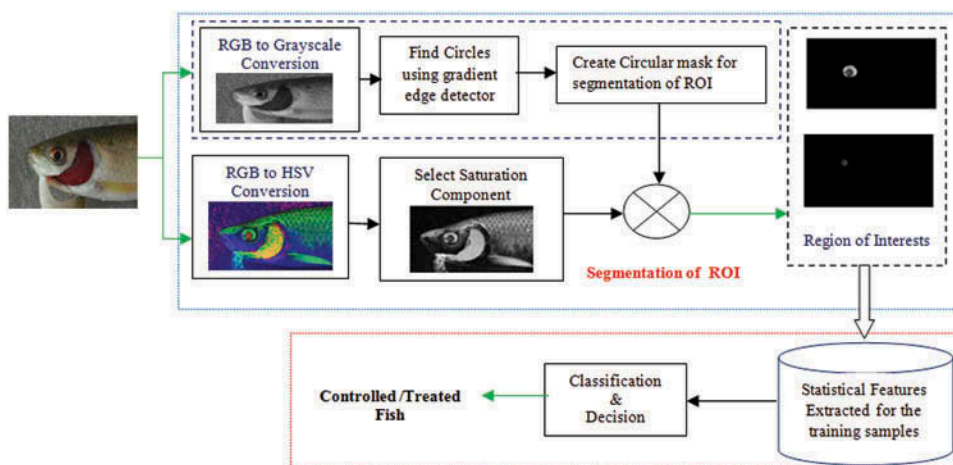 RGB to Grayscale
Conversion
Find Circles
using gradient
edge detector
Create Circular mask for
segmentation of ROI
RGB to HSV
Conversion
Select Saturation
Component
Segmentation of ROI
Region of Interests
Controlled /Treated
Fish
Classification
&
Decision
Statistical Features
Extracted for the
training samples